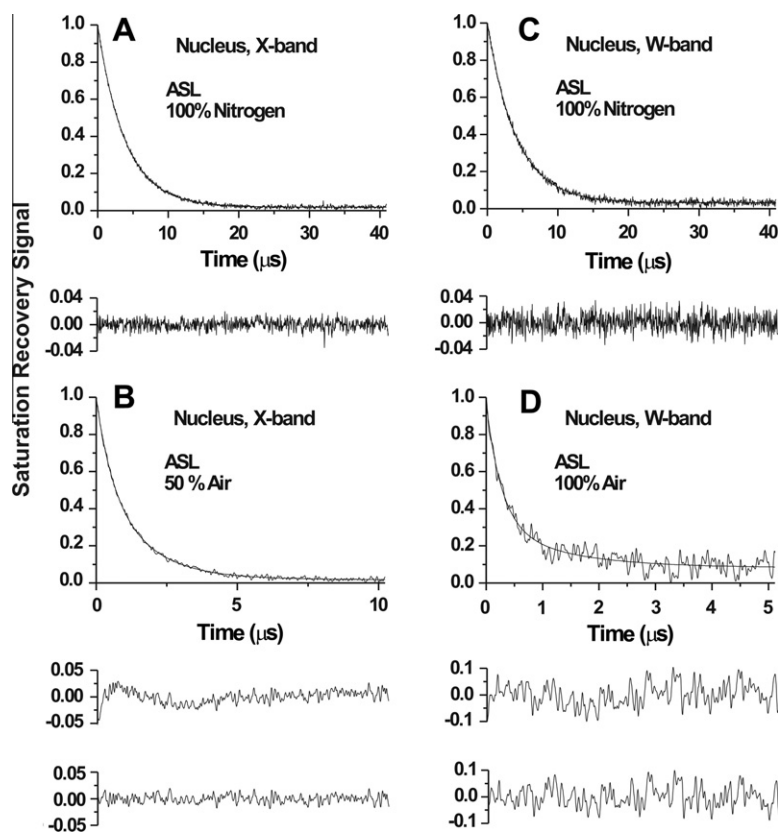 Saturation Recovery Signal
A
Nucleus, X-band
ASL
100% Nitrogen
1.0
0.8
0.6
0.4
0.2
0.0
0 10 20 30 40
Time (μs)
0.04
0.00
-0.04
B
Nucleus, X-band
ASL
50 % Air
1.0
0.8
0.6
0.4
0.2
0.0
0 5 10
Time (μs)
0.05
0.00
-0.05
0.05
0.00
-0.05
C
Nucleus, W-band
ASL
100% Nitrogen
1.0
0.8
0.6
0.4
0.2
0.0
0 10 20 30 40
Time (μs)
0.04
0.00
-0.04
D
Nucleus, W-band
ASL
100% Air
1.0
0.8
0.6
0.4
0.2
0.0
0 1 2 3 4 5
Time (μs)
0.1
0.0
-0.1
0.1
0.0
-0.1